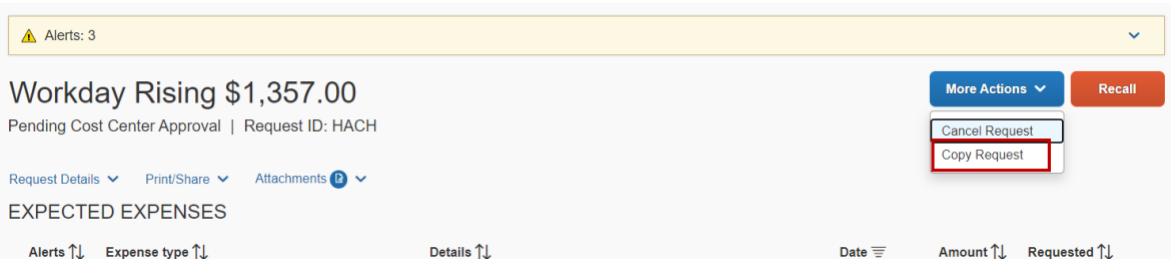 Alerts: 3
Workday Rising $1,357.00
More Actions
Recall
Pending Cost Center Approval | Request ID: HACH
Cancel Request
Copy Request
Request Details Print/Share Attachments
EXPECTED EXPENSES
Alerts Expense type Details Date Amount Requested